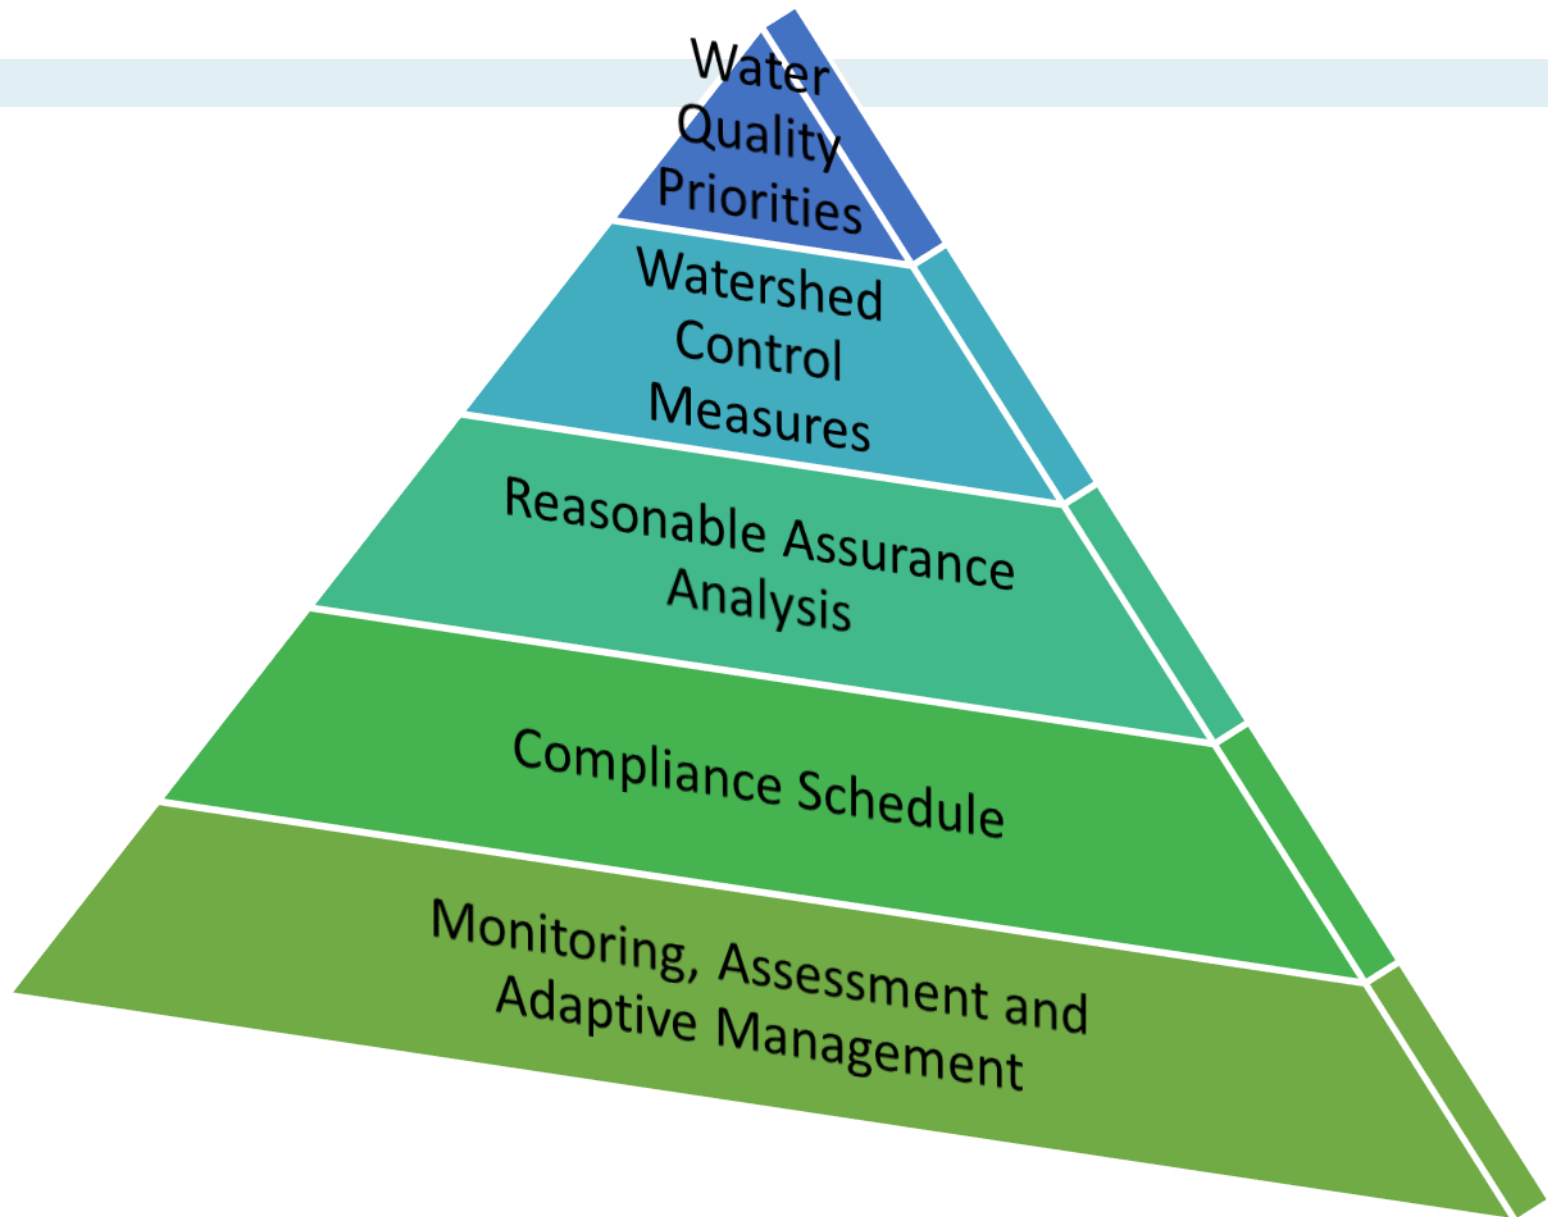 Water
Quality
Priorities
Watershed
Control
Measures
Reasonable Assurance
Analysis
Compliance Schedule
Monitoring, Assessment and
Adaptive Management